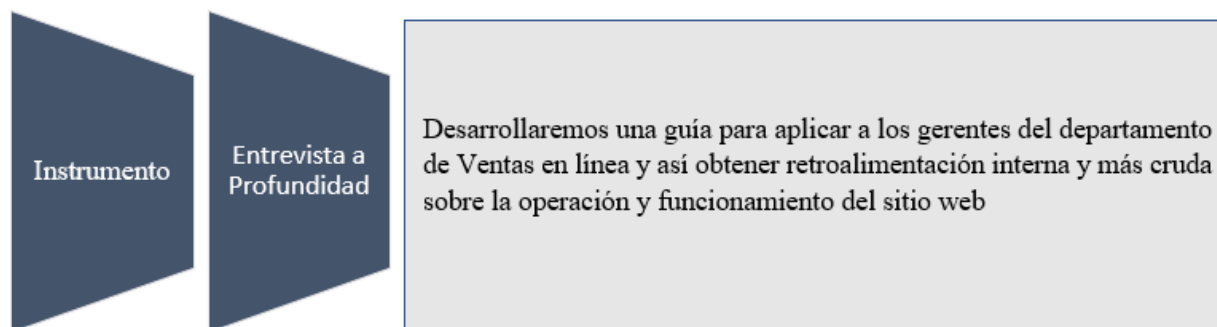 Instrumento
Entrevista a
Profundidad
Desarrollaremos una guía para aplicar a los gerentes del departamento
de Ventas en línea y así obtener retroalimentación interna y más cruda
sobre la operación y funcionamiento del sitio web